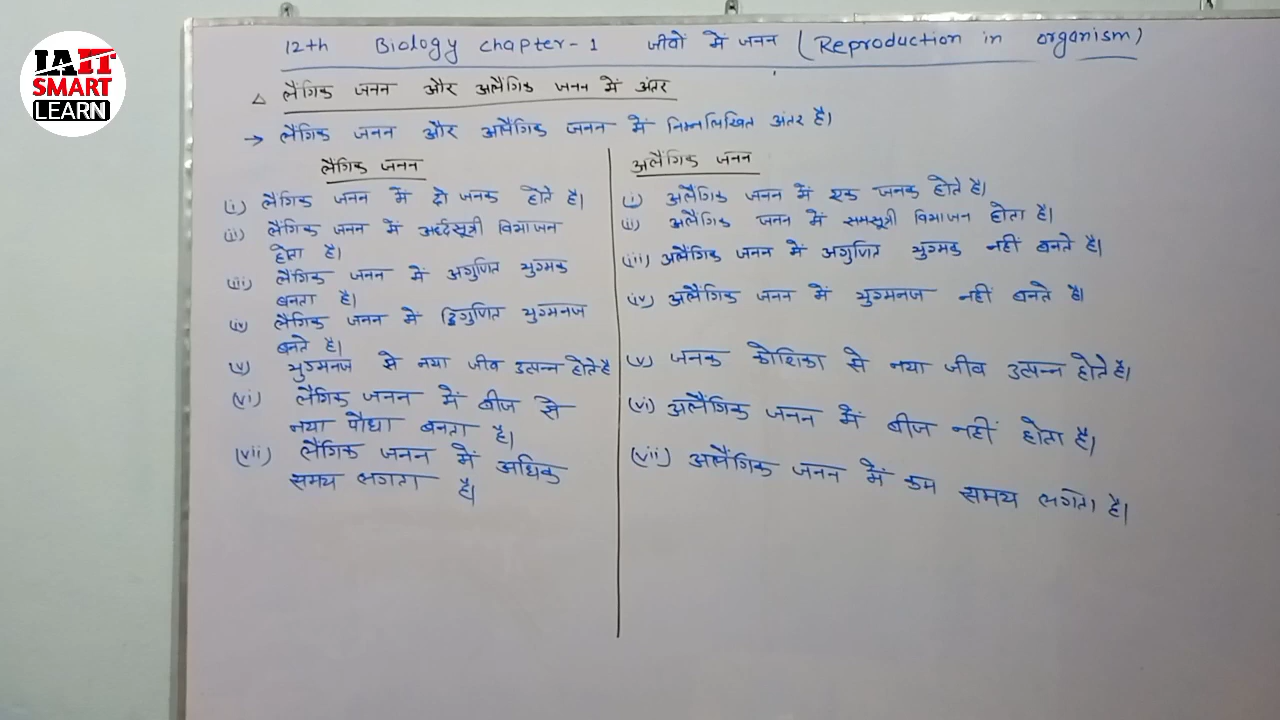 IAIT
SMART
LEARN
12th Biology chapter-1 जीवों में जनन (Reproduction in organism)
△ लैंगिक जनन और अलैंगिक जनन में अंतर
→ लैंगिक जनन और अलैंगिक जनन में निम्नलिखित अंतर है।
लैंगिक जनन
(i) लैंगिक जनन में दो जनक होते है।
(ii) लैंगिक जनन में अर्द्धसूत्री विभाजन
होता है।
(iii) लैंगिक जनन में अगुणित युग्मक
बनता है।
(iv) लैंगिक जनन में द्विगुणित युग्मनज
बनते है।
(v) युग्मनज से नया जीव उत्पन्न होते है
(vi) लैंगिक जनन में बीज से
नया पौधा बनता है।
(vii) लैंगिक जनन में अधिक
समय लगता है।
अलैंगिक जनन
(i) अलैंगिक जनन में एक जनक होते है।
(ii) अलैंगिक जनन में समसूत्री विभाजन होता है।
(iii) अलैंगिक जनन में अगुणित युग्मक नहीं बनते है।
(iv) अलैंगिक जनन में युग्मनज नहीं बनते है।
(v) जनक कोशिका से नया जीव उत्पन्न होते है।
(vi) अलैंगिक जनन में बीज नहीं होता है।
(vii) अलैंगिक जनन में कम समय लगता है।